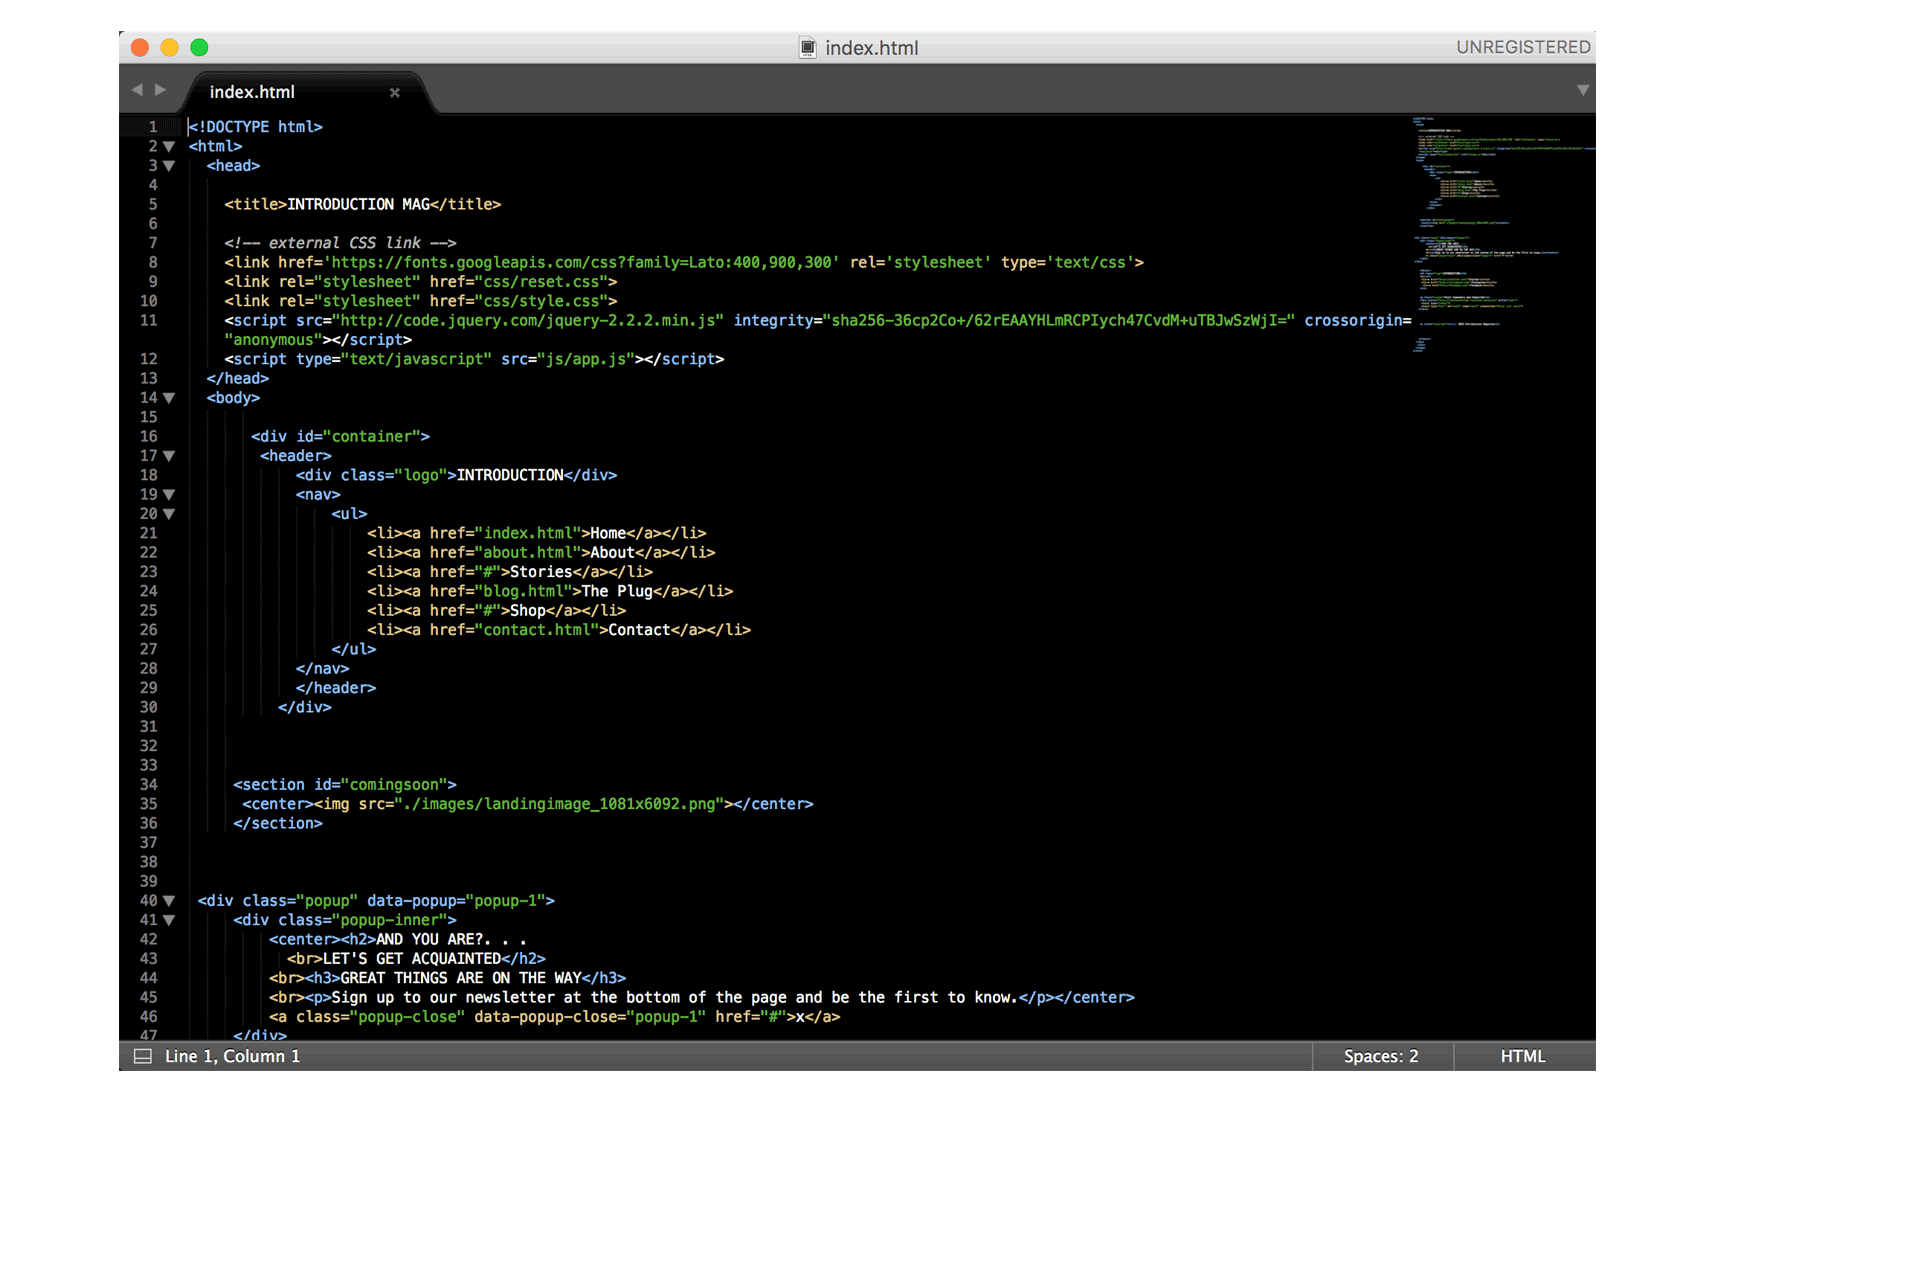 index.html
UNREGISTERED
index.html ×
1 <!DOCTYPE html>
2 <html>
3 <head>
4
5 <title>INTRODUCTION MAG</title>
6
7 <!-- external CSS link -->
8 <link href='https://fonts.googleapis.com/css?family=Lato:400,900,300' rel='stylesheet' type='text/css'>
9 <link rel="stylesheet" href="css/reset.css">
10 <link rel="stylesheet" href="css/style.css">
11 <script src="http://code.jquery.com/jquery-2.2.2.min.js" integrity="sha256-36cp2Co+/62rEAAYHLmRCPIych47CvdM+uTBJwSzWjI=" crossorigin=
"anonymous"></script>
12 <script type="text/javascript" src="js/app.js"></script>
13 </head>
14 <body>
15
16 <div id="container">
17 <header>
18 <div class="logo">INTRODUCTION</div>
19 <nav>
20 <ul>
21 <li><a href="index.html">Home</a></li>
22 <li><a href="about.html">About</a></li>
23 <li><a href="#">Stories</a></li>
24 <li><a href="blog.html">The Plug</a></li>
25 <li><a href="#">Shop</a></li>
26 <li><a href="contact.html">Contact</a></li>
27 </ul>
28 </nav>
29 </header>
30 </div>
31
32
33
34 <section id="comingsoon">
35 <center><img src="./images/landingimage_1081x6092.png"></center>
36 </section>
37
38
39
40 <div class="popup" data-popup="popup-1">
41 <div class="popup-inner">
42 <center><h2>AND YOU ARE?. . .
43 <br>LET'S GET ACQUAINTED</h2>
44 <br><h3>GREAT THINGS ARE ON THE WAY</h3>
45 <br><p>Sign up to our newsletter at the bottom of the page and be the first to know.</p></center>
46 <a class="popup-close" data-popup-close="popup-1" href="#">x</a>
47 </div>
Line 1, Column 1
Spaces: 2
HTML